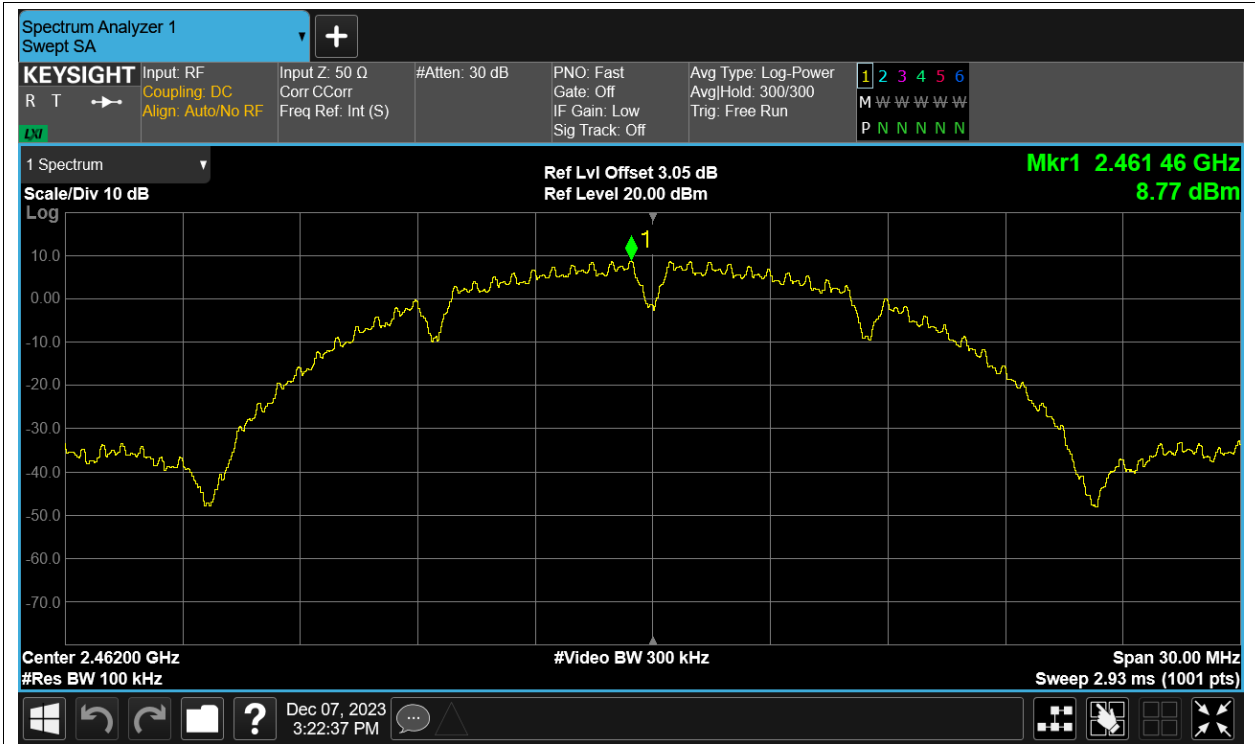 Spectrum Analyzer 1
Swept SA
KEYSIGHT
R T
LXI
Input: RF
Coupling: DC
Align: Auto/No RF
Input Z: 50 Ω
Corr CCorr
Freq Ref: Int (S)
#Atten: 30 dB
PNO: Fast
Gate: Off
IF Gain: Low
Sig Track: Off
Avg Type: Log-Power
Avg|Hold: 300/300
Trig: Free Run
1 2 3 4 5 6
M W W W W W
P N N N N N
1 Spectrum
Scale/Div 10 dB
Log
Ref Lvl Offset 3.05 dB
Ref Level 20.00 dBm
Mkr1 2.461 46 GHz
8.77 dBm
1
10.0
0.00
-10.0
-20.0
-30.0
-40.0
-50.0
-60.0
-70.0
Center 2.46200 GHz
#Video BW 300 kHz
Span 30.00 MHz
#Res BW 100 kHz
Sweep 2.93 ms (1001 pts)
?
Dec 07, 2023
3:22:37 PM